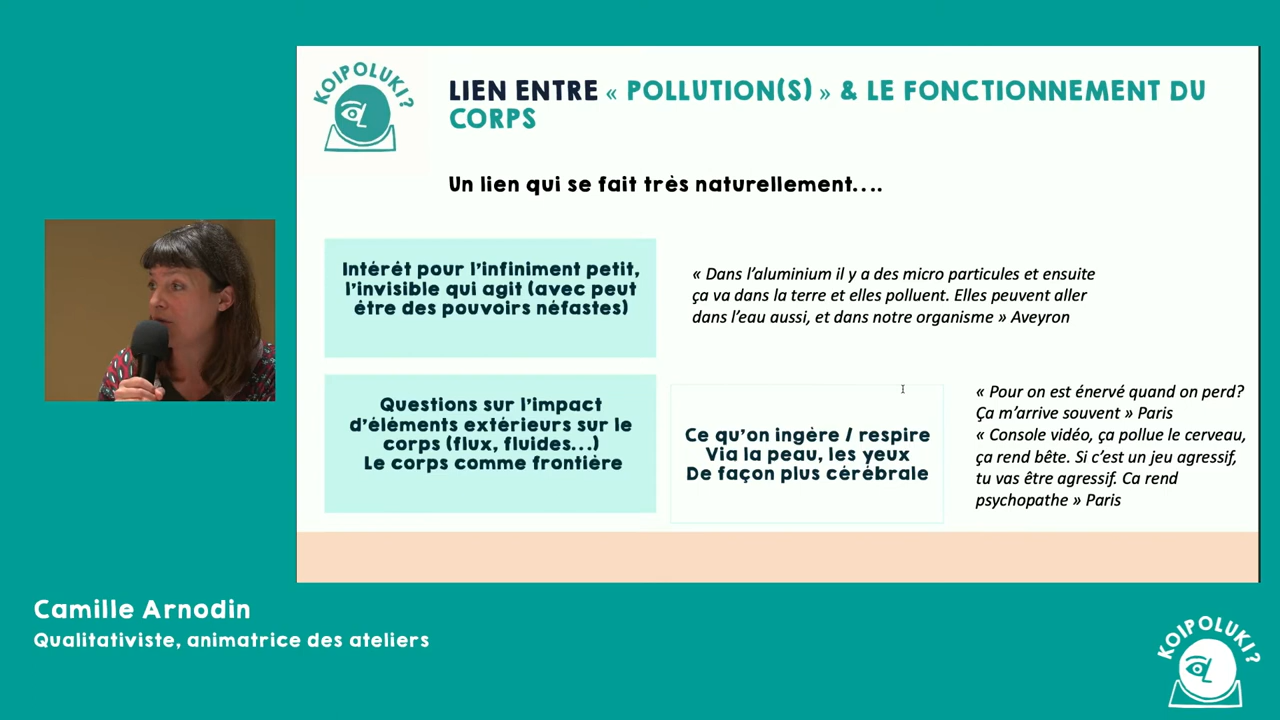 KOIPOLUKI?
LIEN ENTRE « POLLUTION(S) » & LE FONCTIONNEMENT DU
CORPS
Un lien qui se fait très naturellement....
Intérêt pour l'infiniment petit,
l'invisible qui agit (avec peut
être des pouvoirs néfastes)
« Dans l'aluminium il y a des micro particules et ensuite
ça va dans la terre et elles polluent. Elles peuvent aller
dans l'eau aussi, et dans notre organisme » Aveyron
Questions sur l'impact
d'éléments extérieurs sur le
corps (flux, fluides...)
Le corps comme frontière
Ce qu'on ingère / respire
Via la peau, les yeux
De façon plus cérébrale
« Pour on est énervé quand on perd?
Ça m'arrive souvent » Paris
« Console vidéo, ça pollue le cerveau,
ça rend bête. Si c'est un jeu agressif,
tu vas être agressif. Ca rend
psychopathe » Paris
Camille Arnodin
Qualitativiste, animatrice des ateliers
KOIPOLUKI?